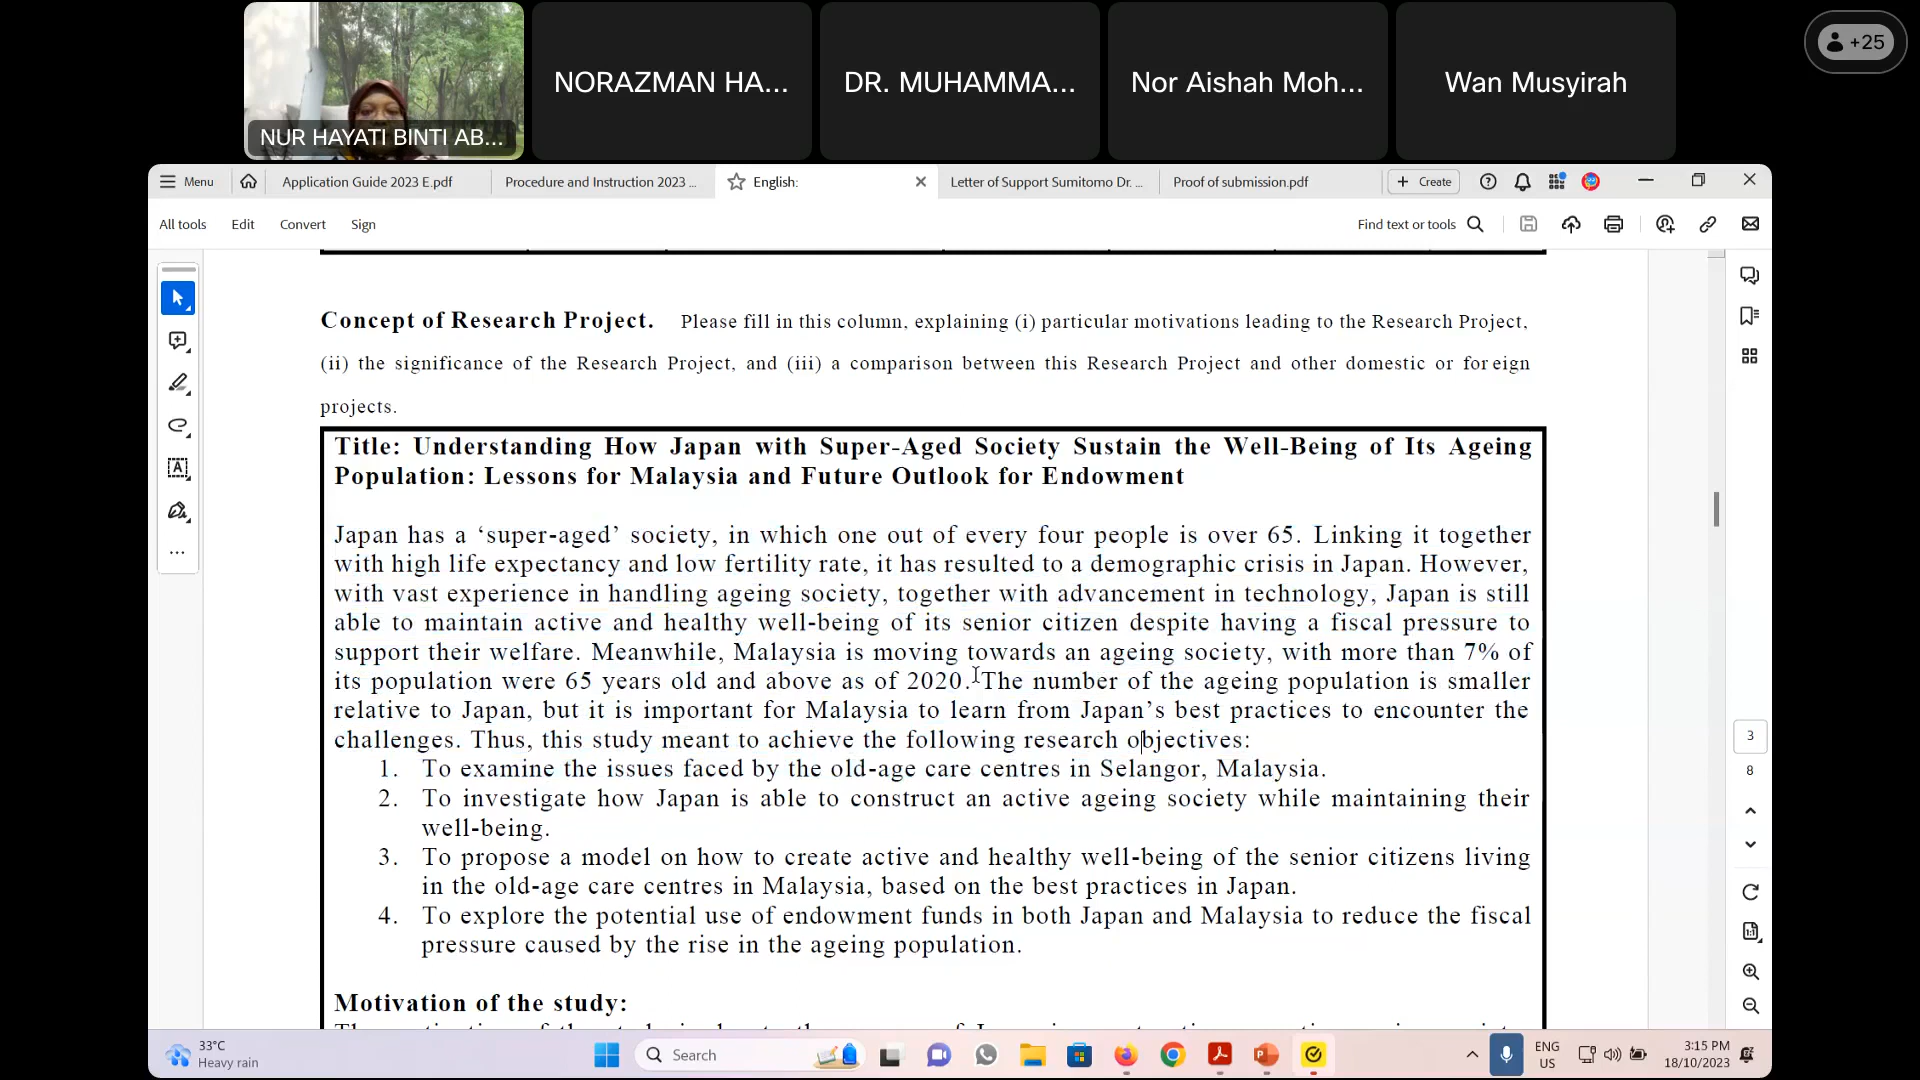 NUR HAYATI BINTI AB...
NORAZMAN HA...
DR. MUHAMMA...
Nor Aishah Moh...
Wan Musyirah
+25
Menu
Application Guide 2023 E.pdf
Procedure and Instruction 2023 ...
English:
Letter of Support Sumitomo Dr. ...
Proof of submission.pdf
Create
All tools
Edit
Convert
Sign
Find text or tools
Concept of Research Project. Please fill in this column, explaining (i) particular motivations leading to the Research Project,
(ii) the significance of the Research Project, and (iii) a comparison between this Research Project and other domestic or foreign
projects.
Title: Understanding How Japan with Super-Aged Society Sustain the Well-Being of Its Ageing
Population: Lessons for Malaysia and Future Outlook for Endowment
Japan has a ‘super-aged’ society, in which one out of every four people is over 65. Linking it together
with high life expectancy and low fertility rate, it has resulted to a demographic crisis in Japan. However,
with vast experience in handling ageing society, together with advancement in technology, Japan is still
able to maintain active and healthy well-being of its senior citizen despite having a fiscal pressure to
support their welfare. Meanwhile, Malaysia is moving towards an ageing society, with more than 7% of
its population were 65 years old and above as of 2020. The number of the ageing population is smaller
relative to Japan, but it is important for Malaysia to learn from Japan’s best practices to encounter the
challenges. Thus, this study meant to achieve the following research objectives:
1. To examine the issues faced by the old-age care centres in Selangor, Malaysia.
2. To investigate how Japan is able to construct an active ageing society while maintaining their
well-being.
3. To propose a model on how to create active and healthy well-being of the senior citizens living
in the old-age care centres in Malaysia, based on the best practices in Japan.
4. To explore the potential use of endowment funds in both Japan and Malaysia to reduce the fiscal
pressure caused by the rise in the ageing population.
Motivation of the study:
3
8
33°C
Heavy rain
Search
ENG
US
3:15 PM
18/10/2023